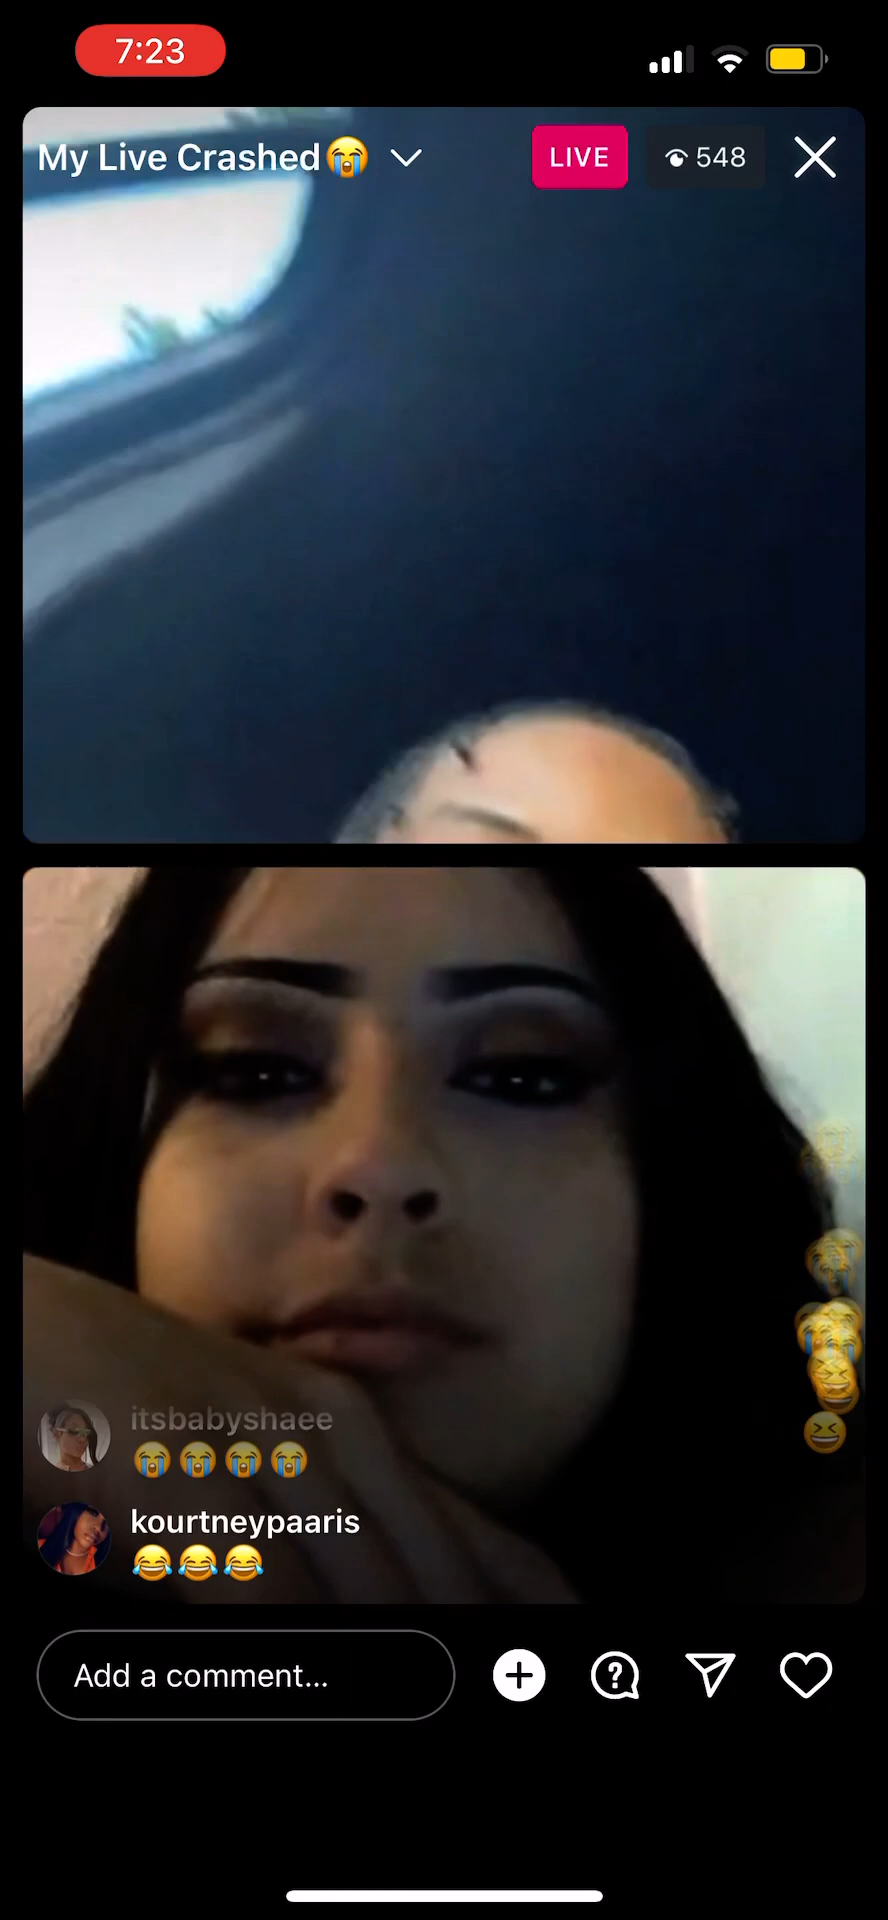 7:23
My Live Crashed😭
LIVE
548
itsbabyshaee
😭😭😭😭
kourtneypaaris
😂😂😂
Add a comment...